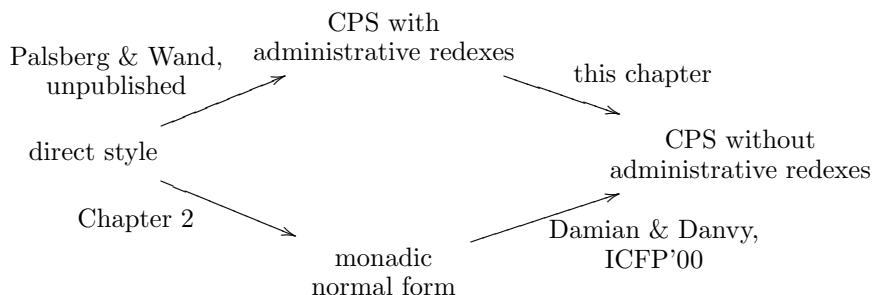 CPS with
administrative redexes
Palsberg & Wand,
unpublished
this chapter
direct style
CPS without
administrative redexes
Chapter 2
Damian & Danvy,
ICFP'00
monadic
normal form